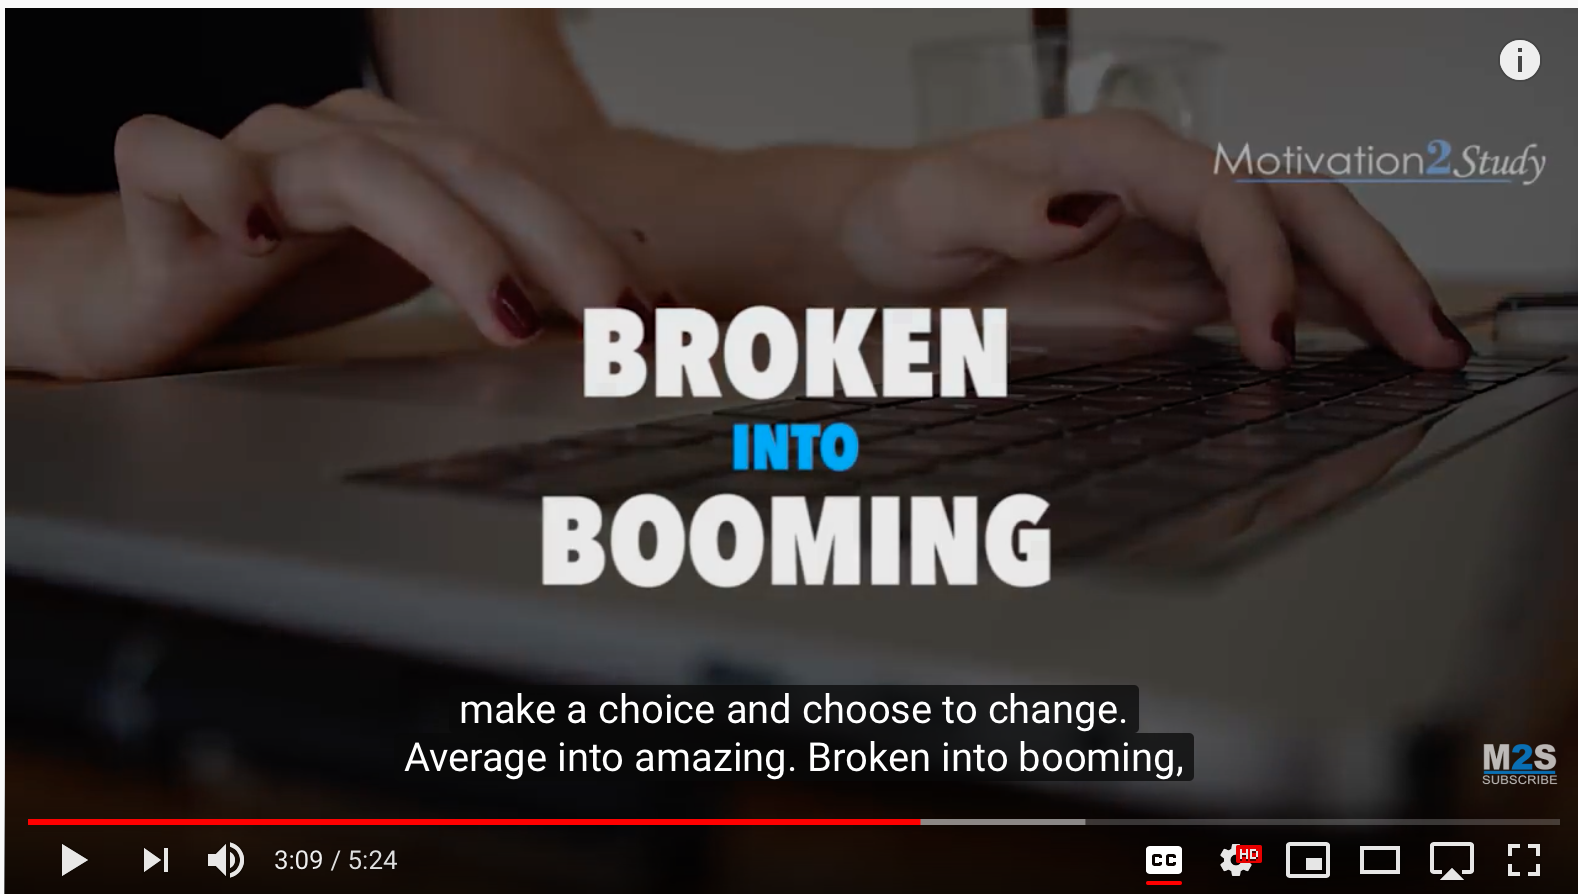 Motivation2Study
BROKEN
INTO
BOOMING
make a choice and choose to change.
Average into amazing. Broken into booming,
M2S
SUBSCRIBE
3:09 / 5:24
CC
HD